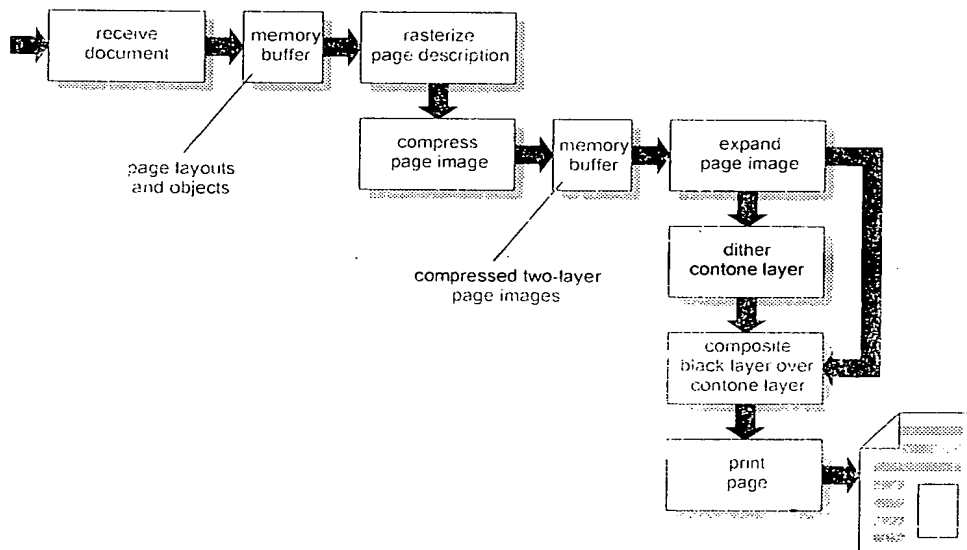 receive
document
memory
buffer
rasterize
page description
page layouts
and objects
compress
page image
memory
buffer
expand
page image
compressed two-layer
page images
dither
contone layer
composite
black layer over
contone layer
print
page